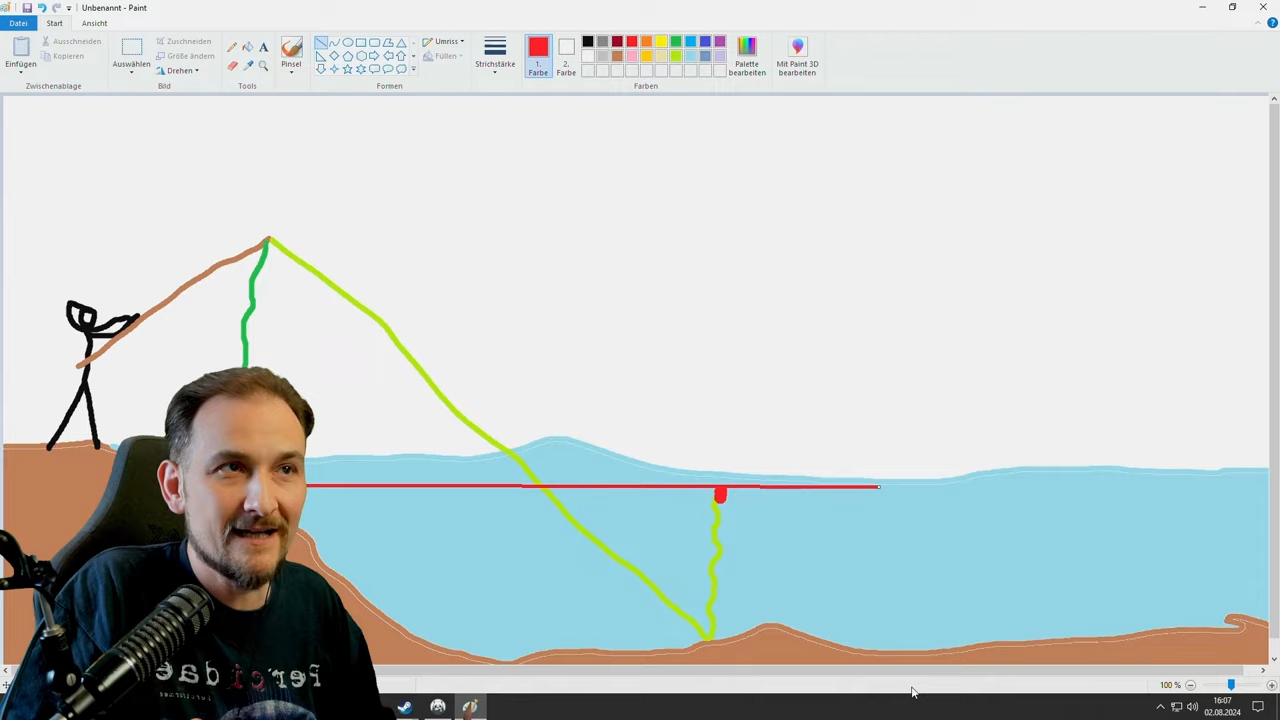 Unbenannt - Paint
Datei
Start
Ansicht
Einfügen
Ausschneiden
Kopieren
Zwischenablage
Auswählen
Zuschneiden
Größe ändern
Drehen
Bild
Tools
Pinsel
Umriss
Füllen
Formen
Strichstärke
1.
Farbe
2.
Farbe
Palette
bearbeiten
Farben
Mit Paint 3D
bearbeiten
100 %
16:07
02.08.2024